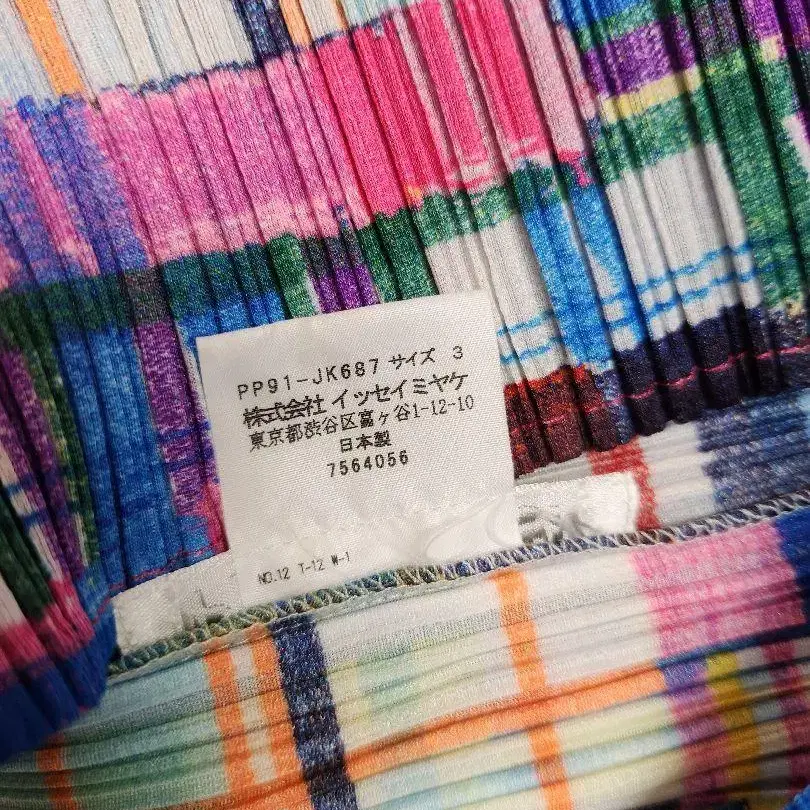 PP91-JK687 サイズ 3
株式会社 イッセイミヤケ
東京都渋谷区富ヶ谷1-12-10
日本製
7564056
NO.12 T-12 W-1